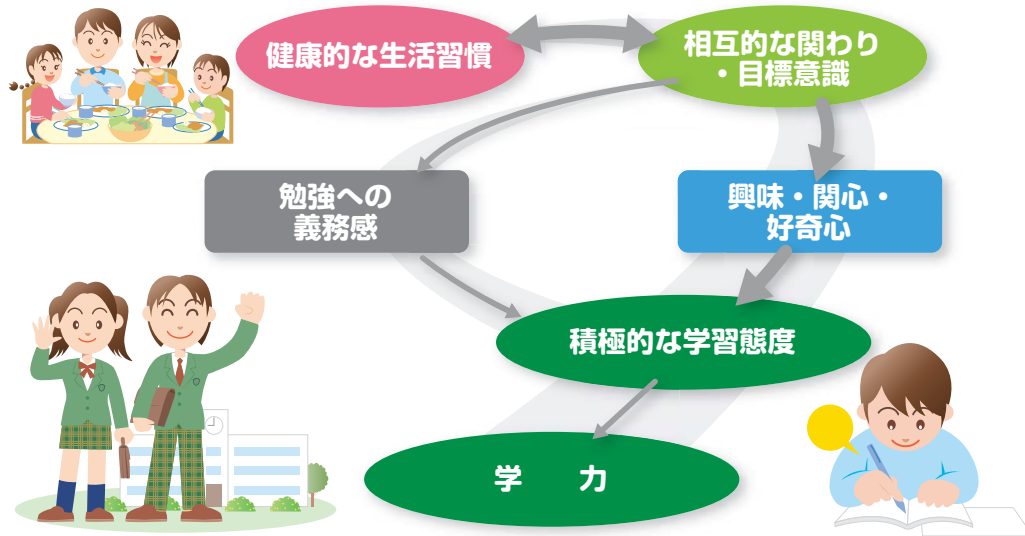 健康的な生活習慣
相互的な関わり
・目標意識
勉強への
義務感
興味・関心・
好奇心
積極的な学習態度
学　力